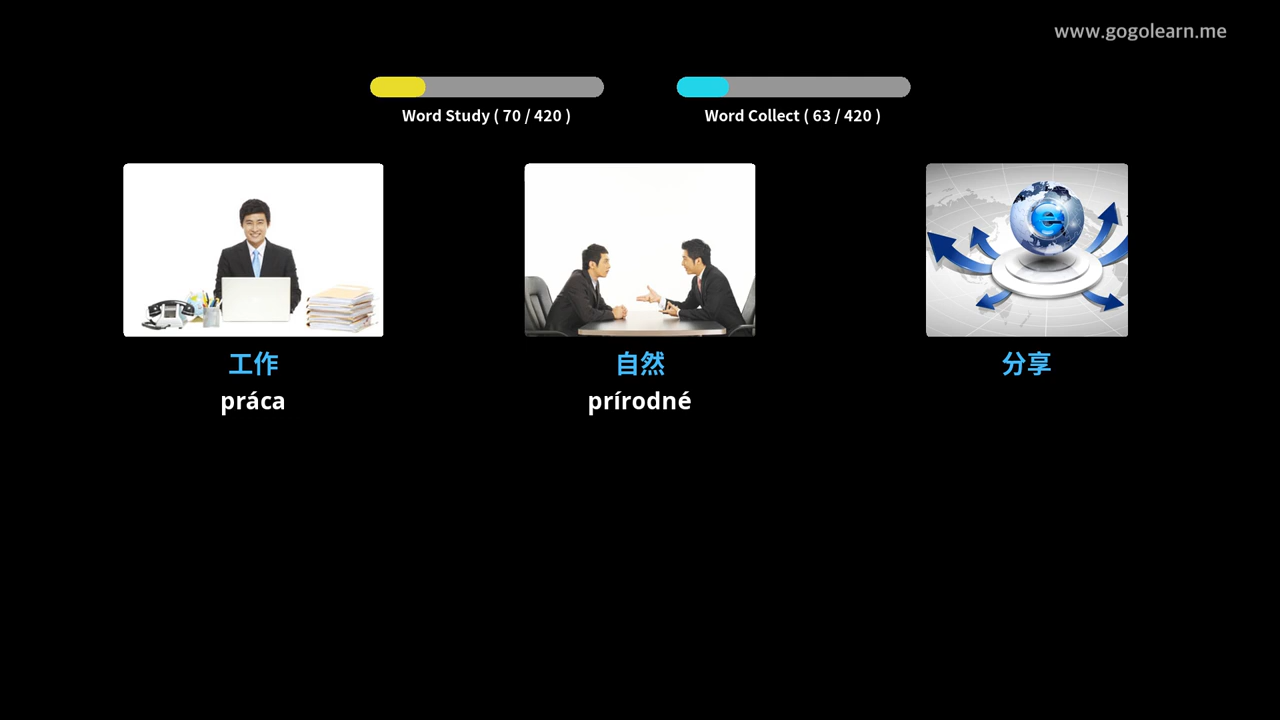 www.gogolearn.me
Word Study ( 70 / 420 )
Word Collect ( 63 / 420 )
工作
自然
分享
práca
prírodné